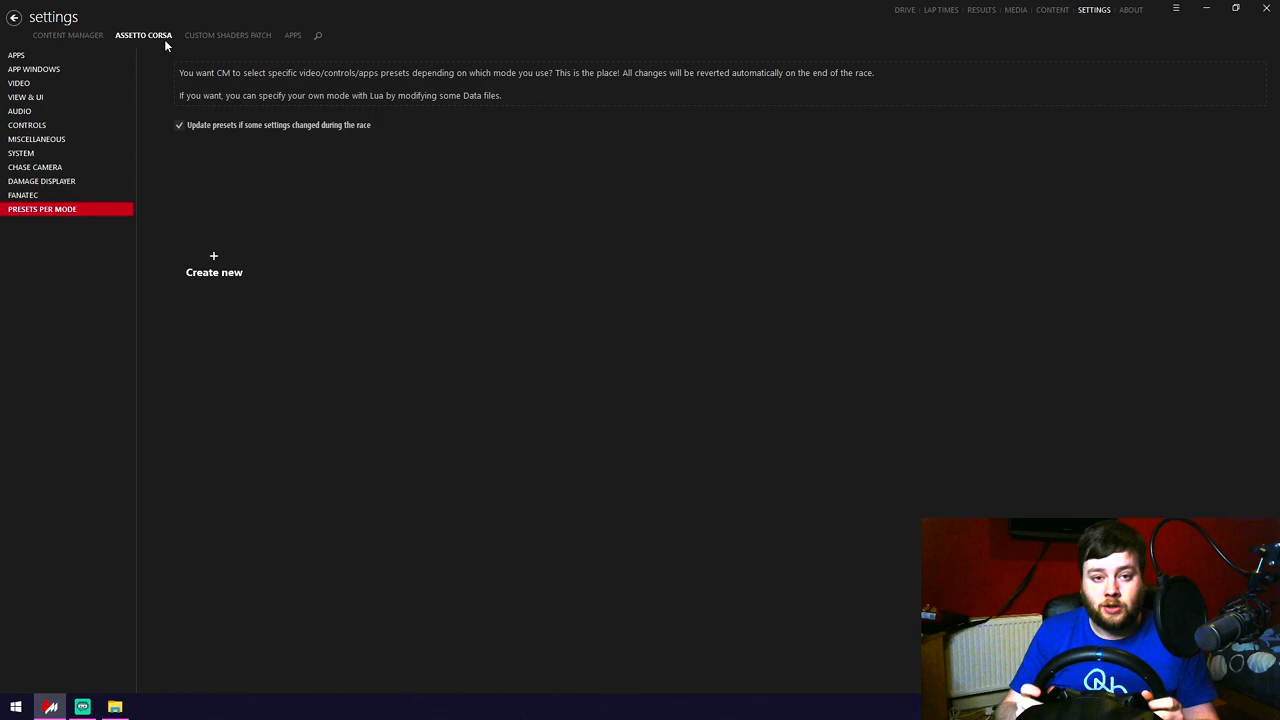 settings
DRIVE | LAP TIMES | RESULTS | MEDIA | CONTENT | SETTINGS | ABOUT
CONTENT MANAGER ASSETTO CORSA CUSTOM SHADERS PATCH APPS
APPS
APP WINDOWS
VIDEO
VIEW & UI
AUDIO
CONTROLS
MISCELLANEOUS
SYSTEM
CHASE CAMERA
DAMAGE DISPLAYER
FANATEC
PRESETS PER MODE
You want CM to select specific video/controls/apps presets depending on which mode you use? This is the place! All changes will be reverted automatically on the end of the race.
If you want, you can specify your own mode with Lua by modifying some Data files.
Update presets if some settings changed during the race
+
Create new